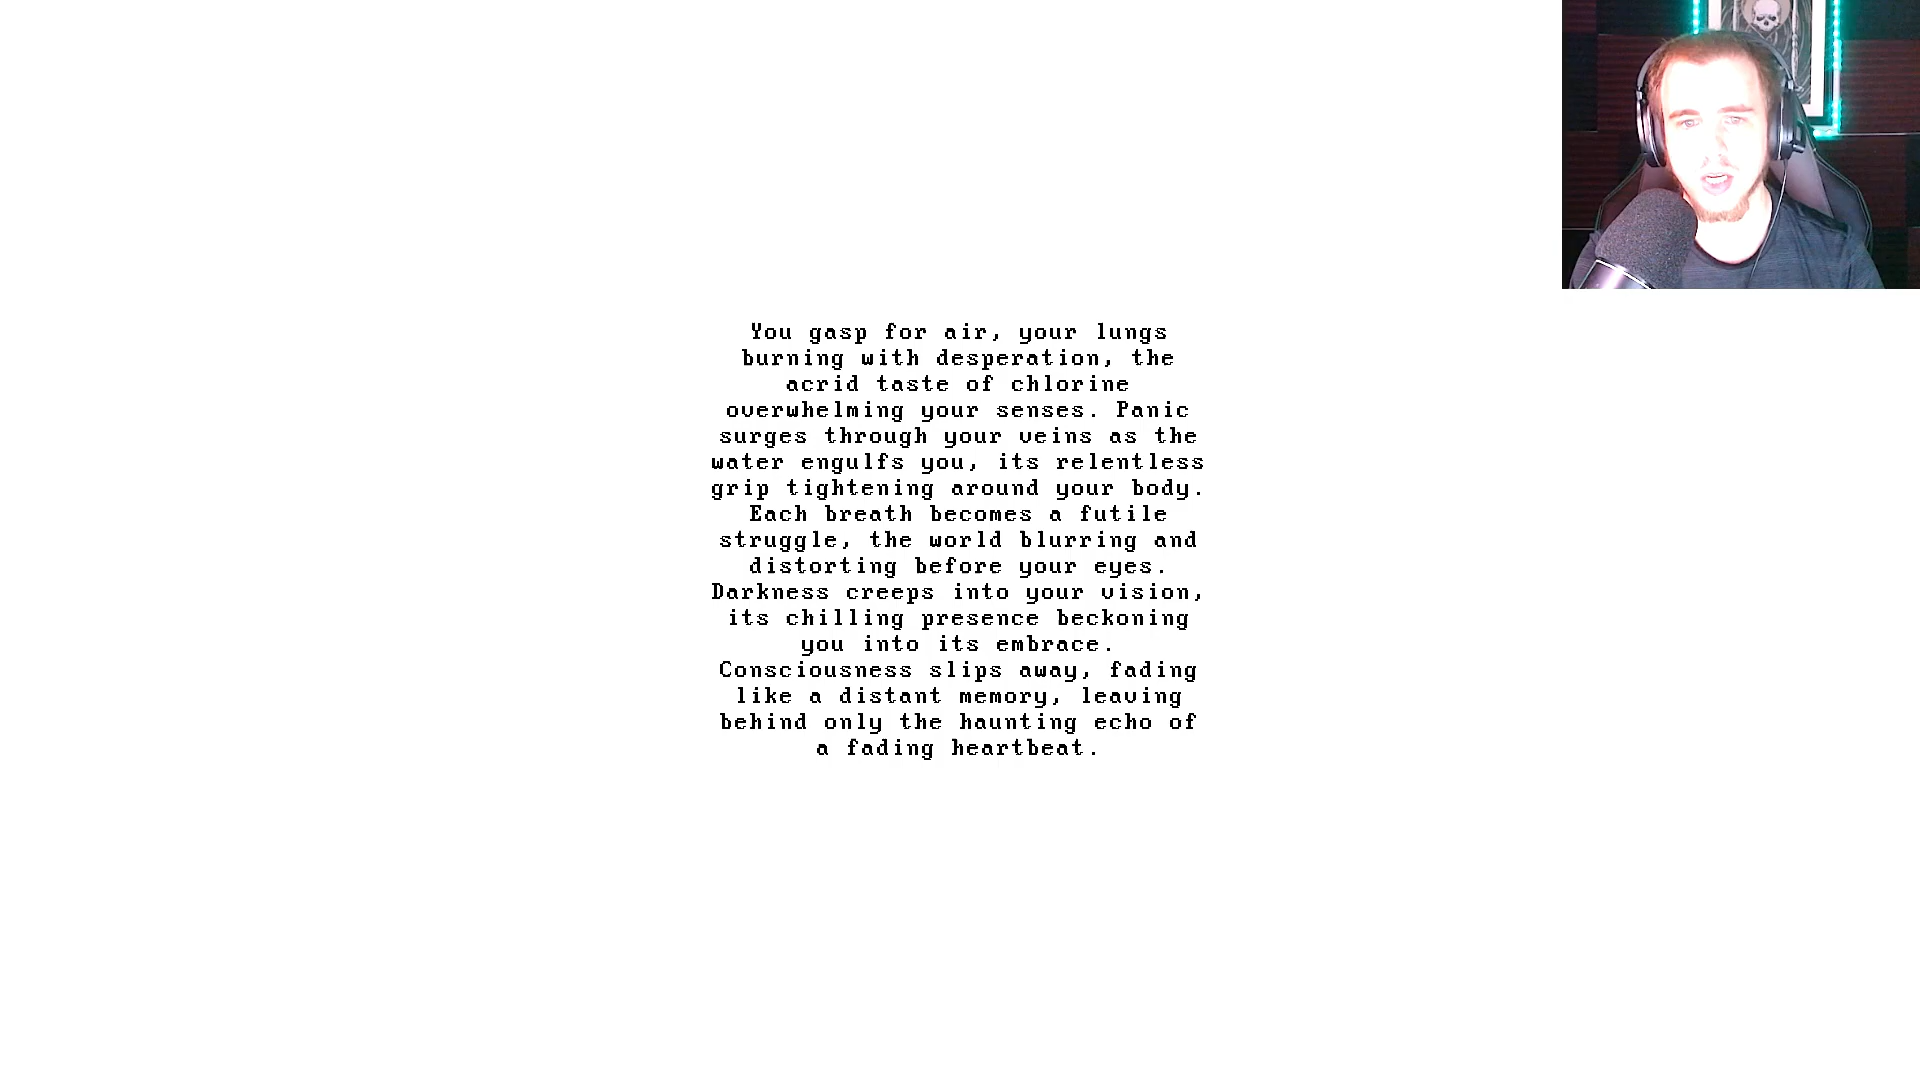 You gasp for air, your lungs
burning with desperation, the
acrid taste of chlorine
overwhelming your senses. Panic
surges through your veins as the
water engulfs you, its relentless
grip tightening around your body.
Each breath becomes a futile
struggle, the world blurring and
distorting before your eyes.
Darkness creeps into your vision,
its chilling presence beckoning
you into its embrace.
Consciousness slips away, fading
like a distant memory, leaving
behind only the haunting echo of
a fading heartbeat.